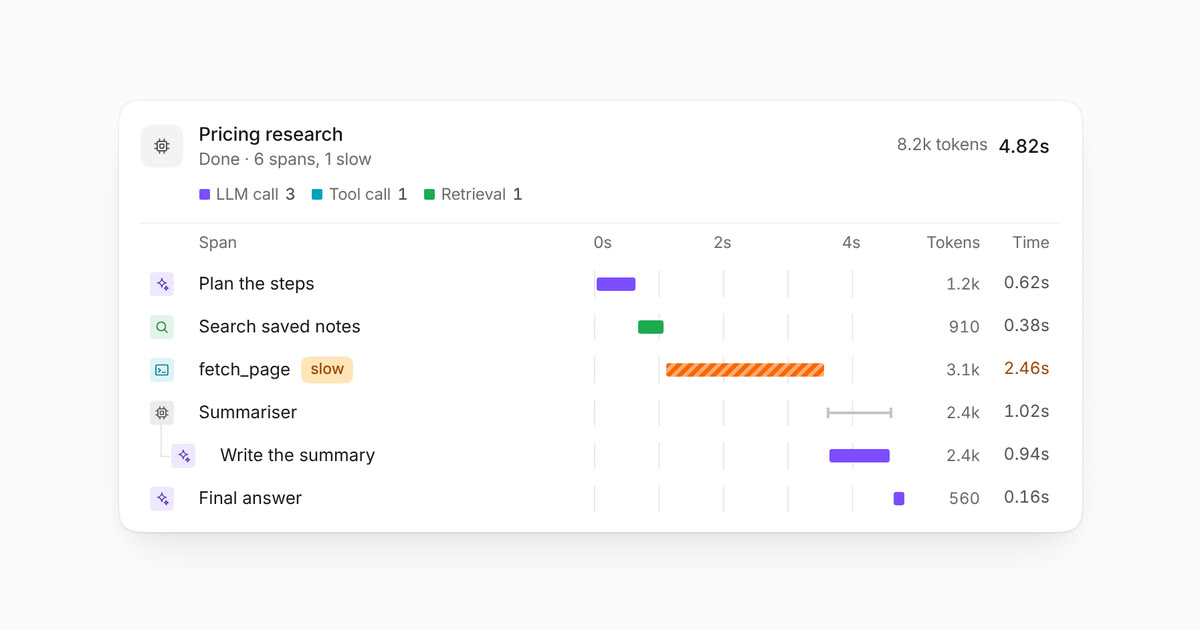 Pricing research
Done · 6 spans, 1 slow
8.2k tokens 4.82s
LLM call 3 Tool call 1 Retrieval 1
Span 0s 2s 4s Tokens Time
Plan the steps 1.2k 0.62s
Search saved notes 910 0.38s
fetch_page slow 3.1k 2.46s
Summariser 2.4k 1.02s
Write the summary 2.4k 0.94s
Final answer 560 0.16s